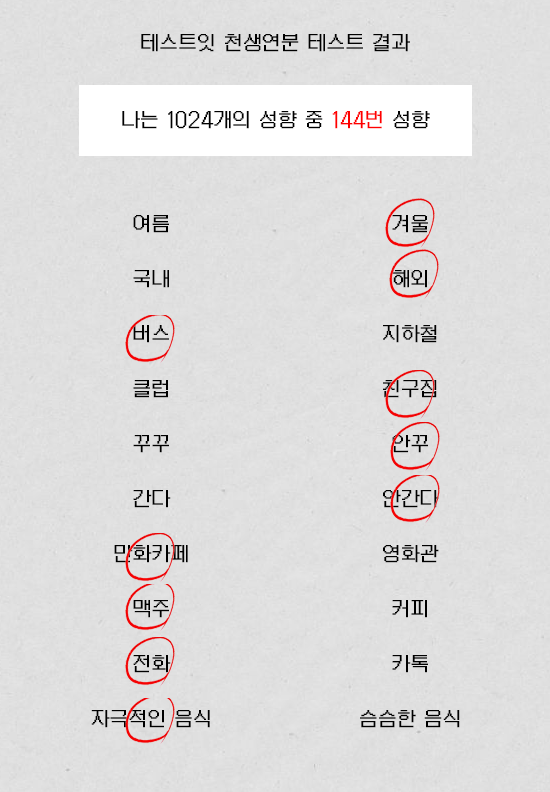 테스트잇 천생연분 테스트 결과
나는 1024개의 성향 중 144번 성향
여름 겨울
국내 해외
버스 지하철
클럽 친구집
꾸꾸 안꾸
간다 안간다
만화카페 영화관
맥주 커피
전화 카톡
자극적인 음식 슴슴한 음식